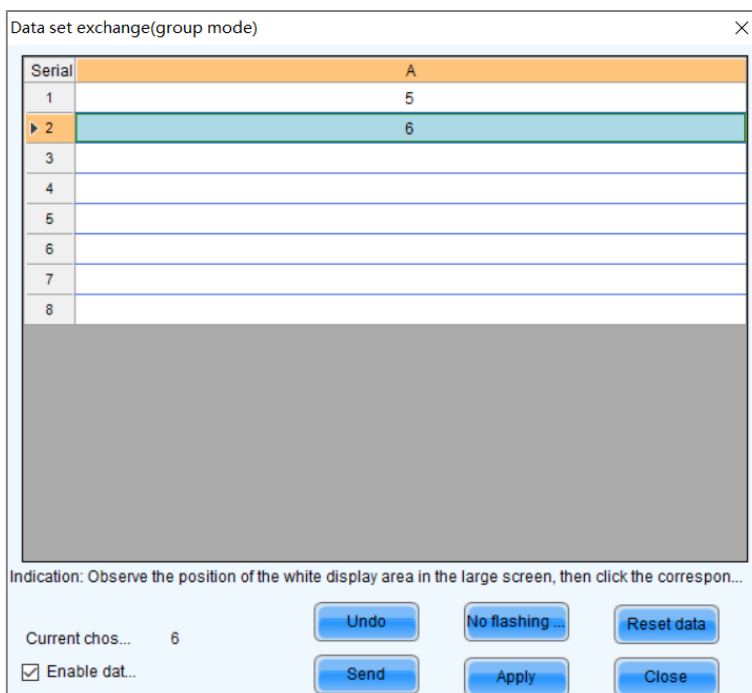 Data set exchange(group mode)
Serial A
1 5
2 6
3
4
5
6
7
8
Indication: Observe the position of the white display area in the large screen, then click the correspon...
Undo No flashing ... Reset data
Current chos... 6
Enable dat... Send Apply Close